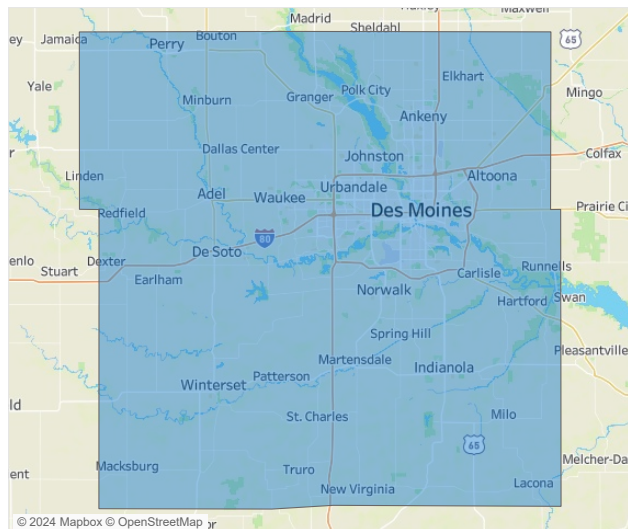 Madrid
Sheldahl
Maxwell
Jamaica
Perry
Bouton
65
Yale
Minburn
Granger
Polk City
Elkhart
Mingo
Ankeny
Dallas Center
Johnston
Colfax
Linden
Adel
Waukee
Urbandale
Altoona
Redfield
Des Moines
Prairie Ci
80
De Soto
Dexter
Stuart
Earlham
Carlisle
Runnells
Norwalk
Hartford
Swan
Spring Hill
Pleasantville
Martensdale
Indianola
Winterset
Patterson
St. Charles
Milo
65
Macksburg
Truro
Melcher-Da
New Virginia
Lacona
© 2024 Mapbox © OpenStreetMap